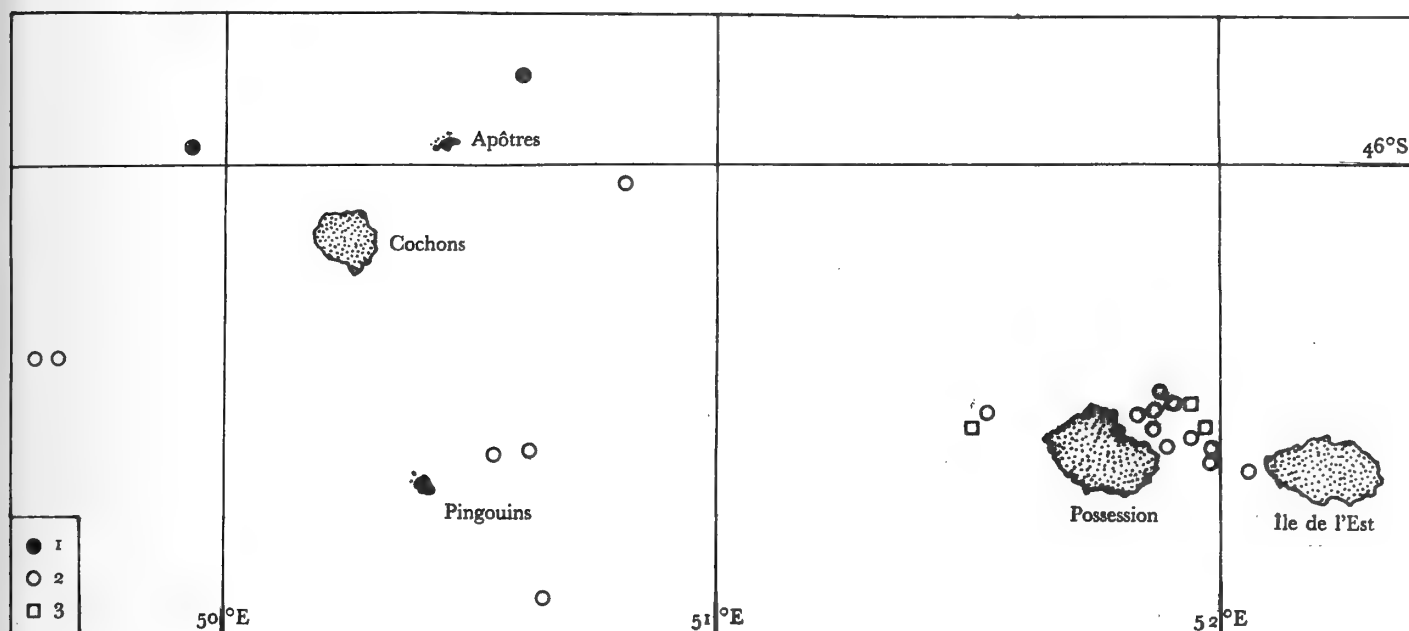 Apôtres
46°S
Cochons
Pingouins
Possession
Île de l'Est
1
2
3
50°E
51°E
52°E